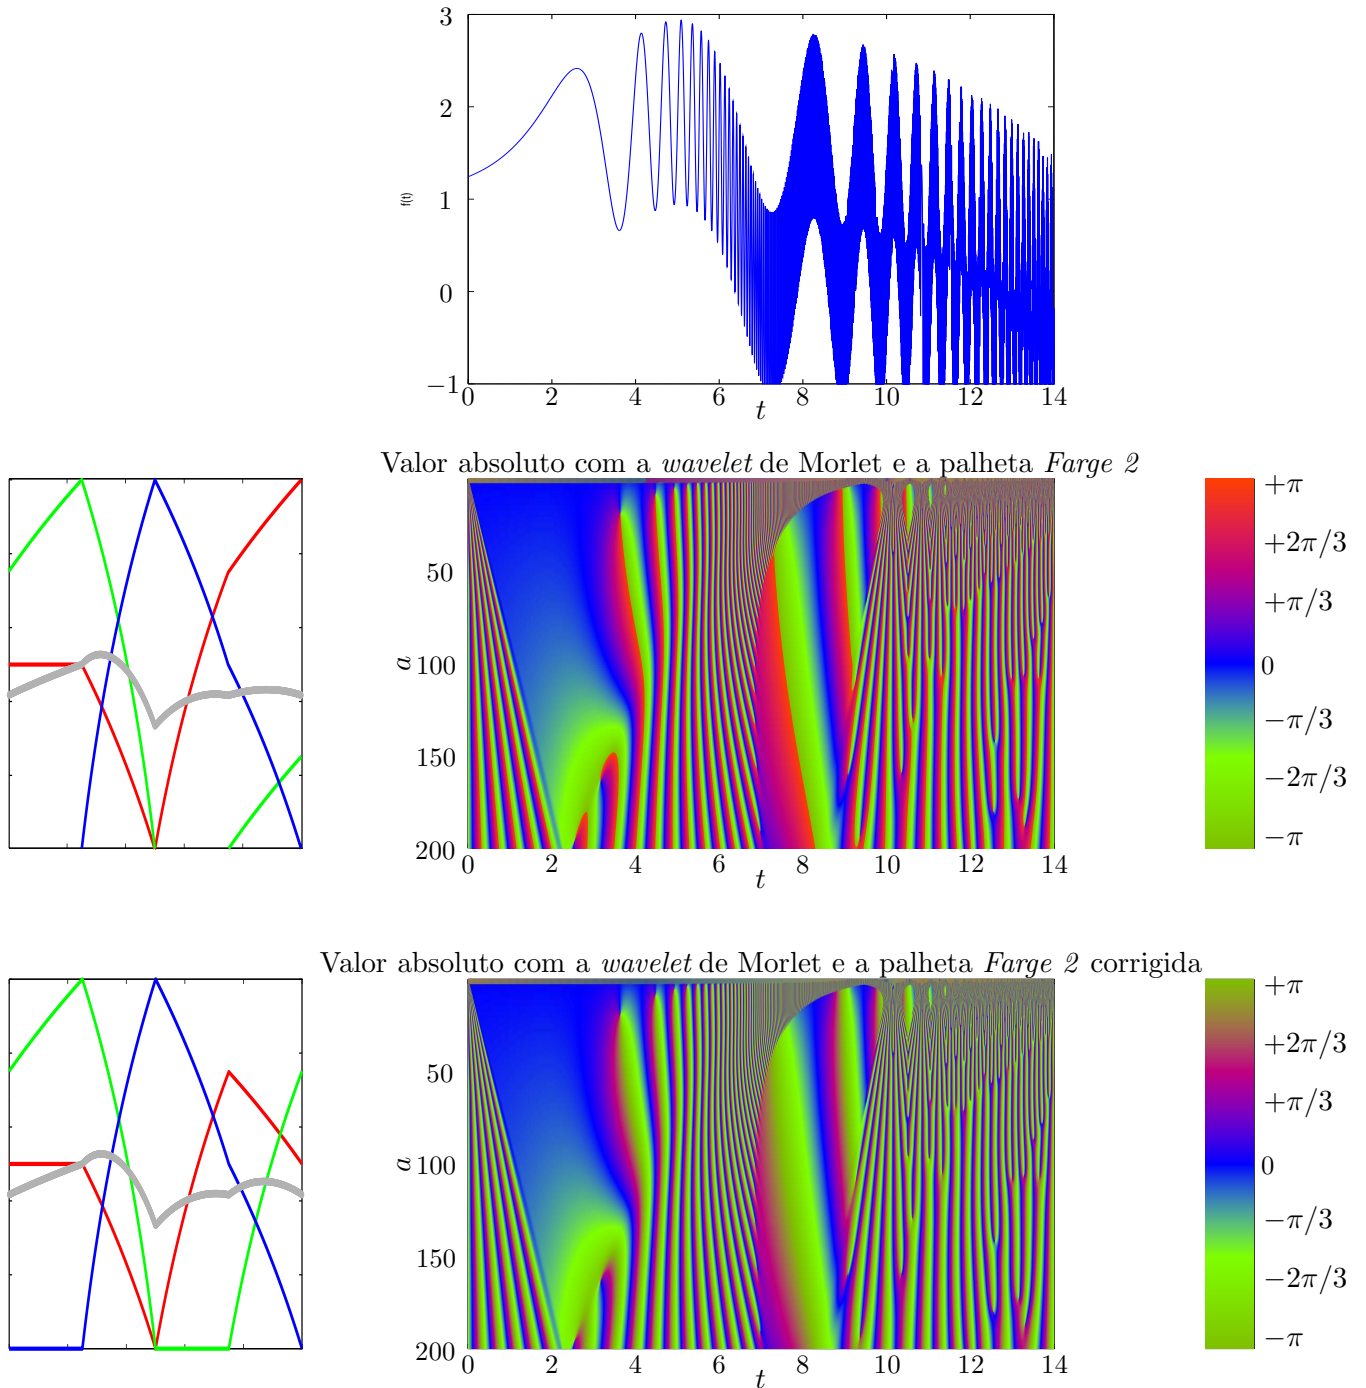 3
2
1
0
−1
f(t)
0 2 4 6 8 10 12 14
t
Valor absoluto com a wavelet de Morlet e a palheta Farge 2
50
100
150
200
a
0 2 4 6 8 10 12 14
t
+π
+2π/3
+π/3
0
−π/3
−2π/3
−π
Valor absoluto com a wavelet de Morlet e a palheta Farge 2 corrigida
50
100
150
200
a
0 2 4 6 8 10 12 14
t
+π
+2π/3
+π/3
0
−π/3
−2π/3
−π